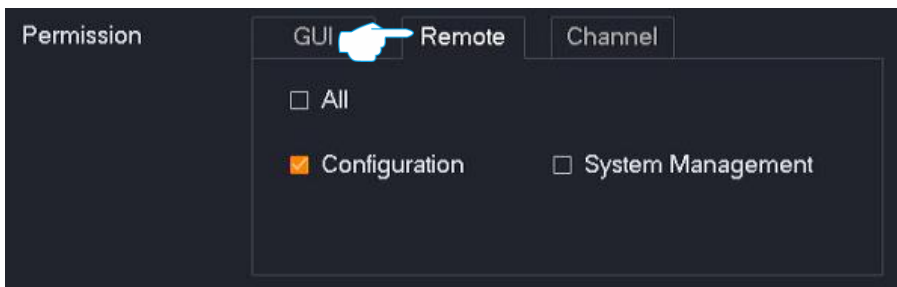 Permission GUI Remote Channel
All
Configuration System Management